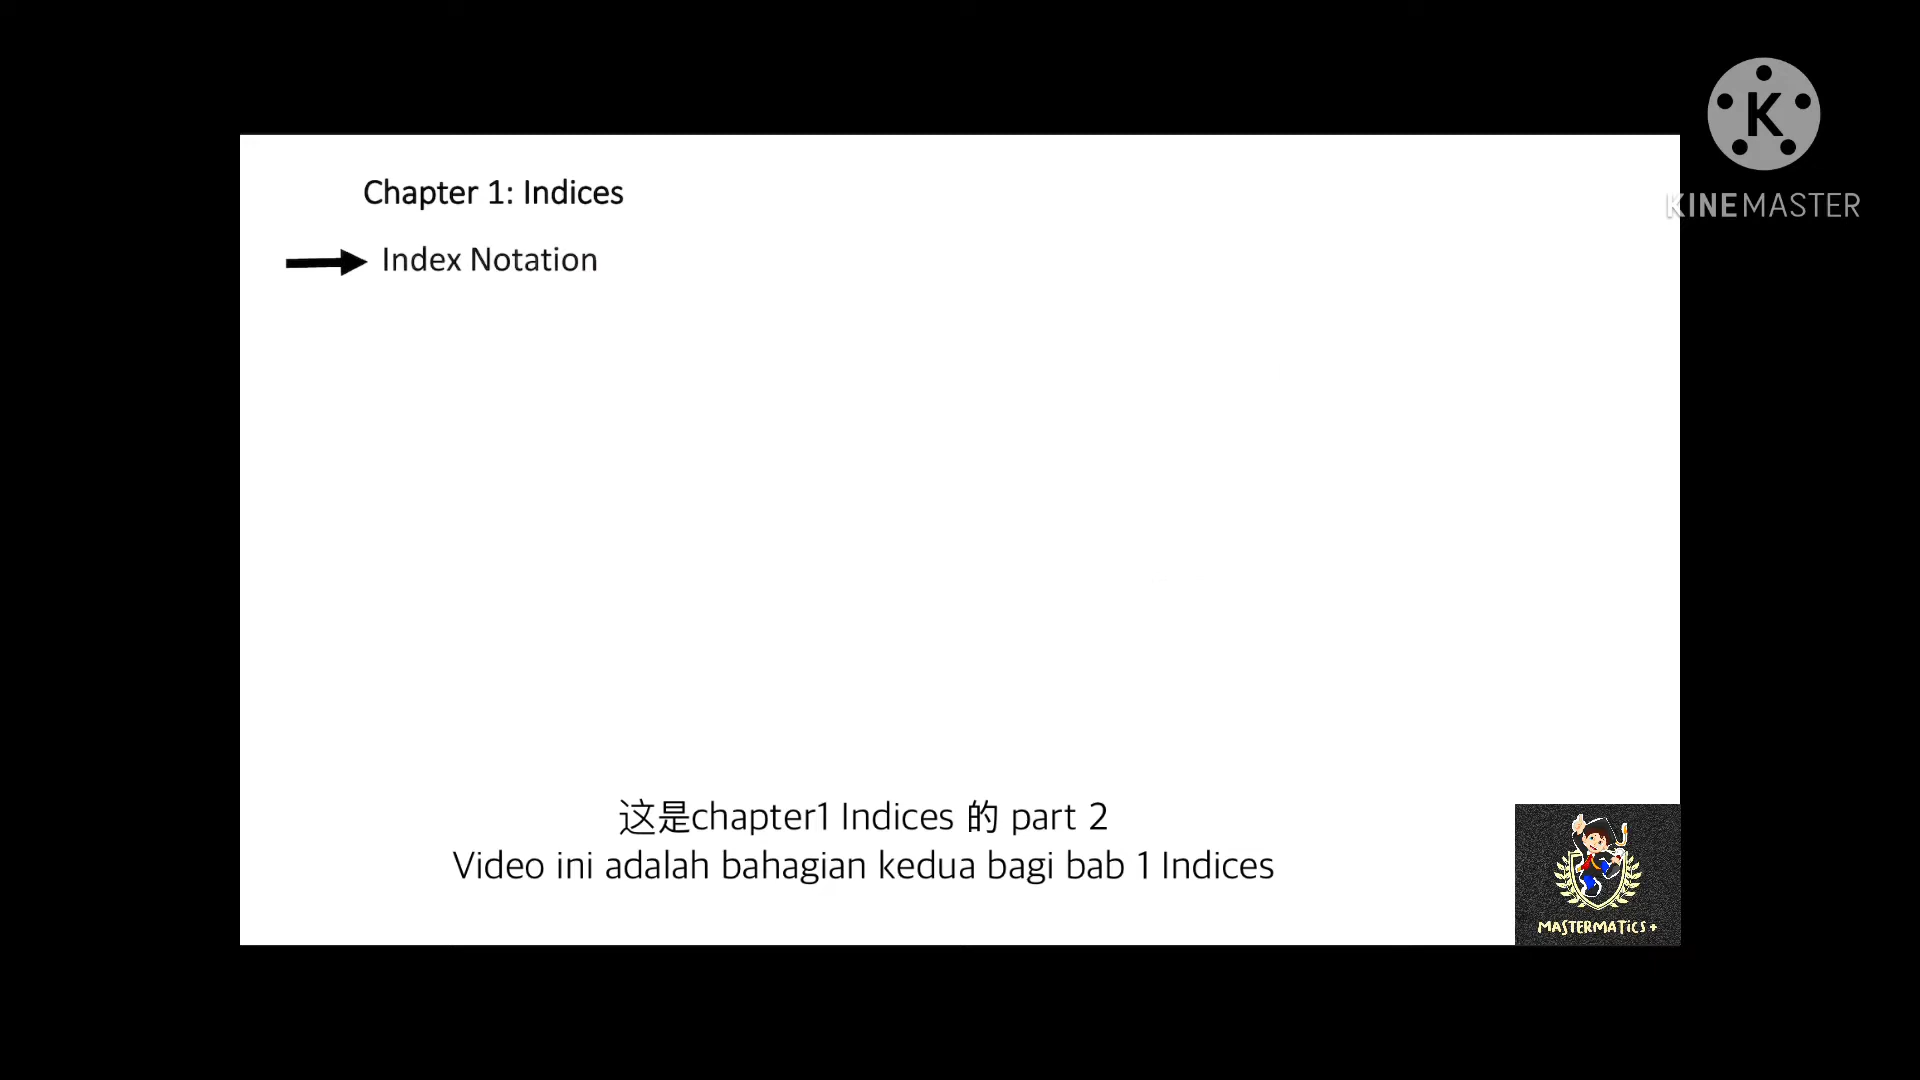 K
KINEMASTER
Chapter 1: Indices
Index Notation
这是chapter1 Indices 的 part 2
Video ini adalah bahagian kedua bagi bab 1 Indices
MASTERMATiCS +